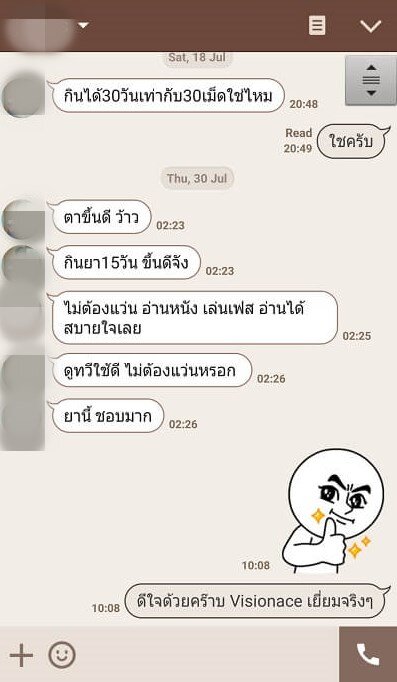 Sat, 18 Jul
กินได้30วันเท่ากับ30เม็ดใช่ไหม
20:48
Read
20:49
ใชครับ
Thu, 30 Jul
ตาขึ้นดี ว้าว
02:23
กินยา15วัน ขึ้นดีจัง
02:23
ไม่ต้องแว่น อ่านหนัง เล่นเฟส อ่านได้
สบายใจเลย
02:25
ดูทวีใช้ดี ไม่ต้องแว่นหรอก
02:26
ยานี้ ชอบมาก
02:26
10:08
10:08
ดีใจด้วยคร๊าบ Visionace เยี่ยมจริงๆ